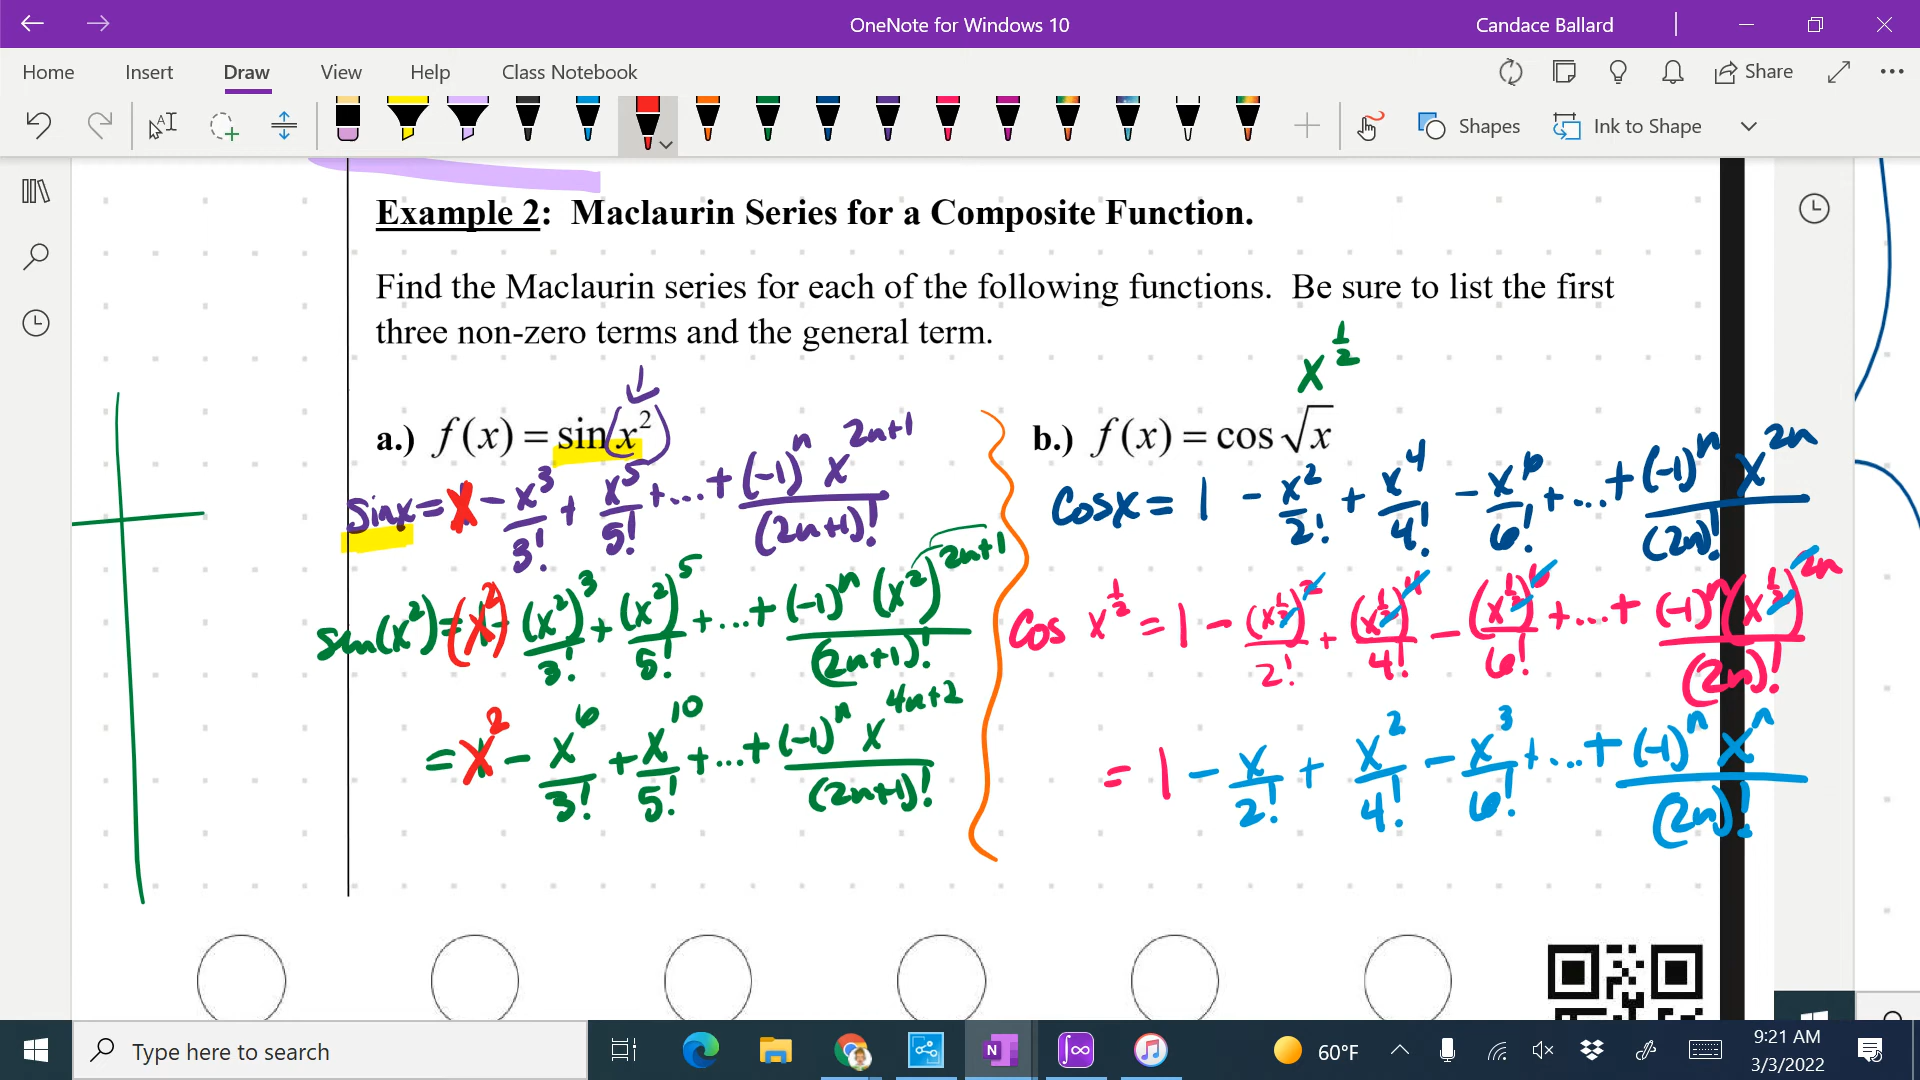 OneNote for Windows 10
Candace Ballard
Home Insert Draw View Help Class Notebook
Share
Shapes
Ink to Shape
Example 2: Maclaurin Series for a Composite Function.
Find the Maclaurin series for each of the following functions. Be sure to list the first
three non-zero terms and the general term.
x^(1/2)
a.) f(x) = sin(x²)
sinx = x - x³/3! + x⁵/5! + ... + (-1)^n x^(2n+1)/(2n+1)!
sin(x²) = (x²) - (x²)³/3! + (x²)⁵/5! + ... + (-1)^n (x²)^(2n+1)/(2n+1)!
= x² - x⁶/3! + x¹⁰/5! + ... + (-1)^n x^(4n+2)/(2n+1)!
b.) f(x) = cos √x
cosx = 1 - x²/2! + x⁴/4! - x⁶/6! + ... + (-1)^n x^(2n)/(2n)!
cos x^(1/2) = 1 - (x^(1/2))²/2! + (x^(1/2))⁴/4! - (x^(1/2))⁶/6! + ... + (-1)^n (x^(1/2))^(2n)/(2n)!
= 1 - x/2! + x²/4! - x³/6! + ... + (-1)^n x^n/(2n)!
Type here to search
60°F
9:21 AM
3/3/2022